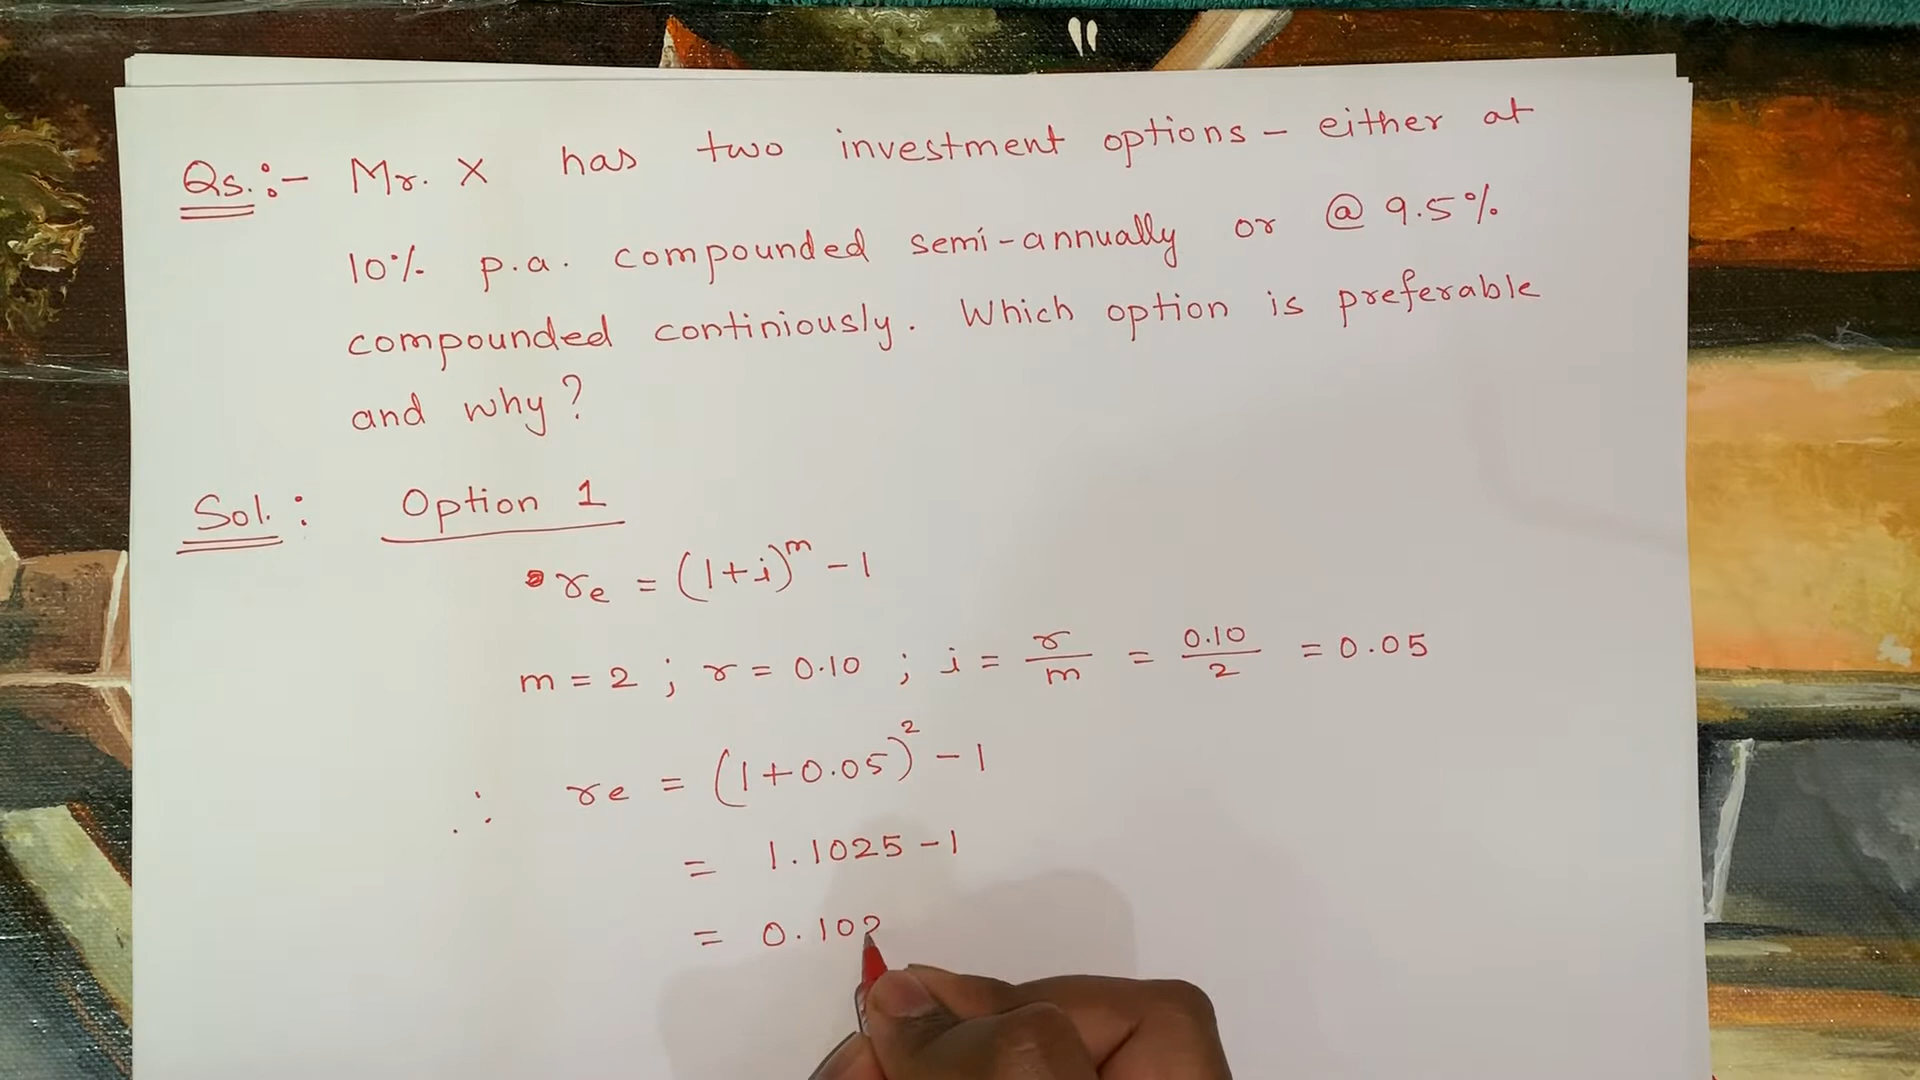 Qs.:- Mr. X has two investment options - either at
10% p.a. compounded semi-annually or @ 9.5%
compounded continiously. Which option is preferable
and why?
Sol. : Option 1
re = (1+i)^m - 1
m = 2 ; r = 0.10 ; i = r/m = 0.10/2 = 0.05
∴ re = (1+0.05)^2 - 1
= 1.1025 - 1
= 0.102